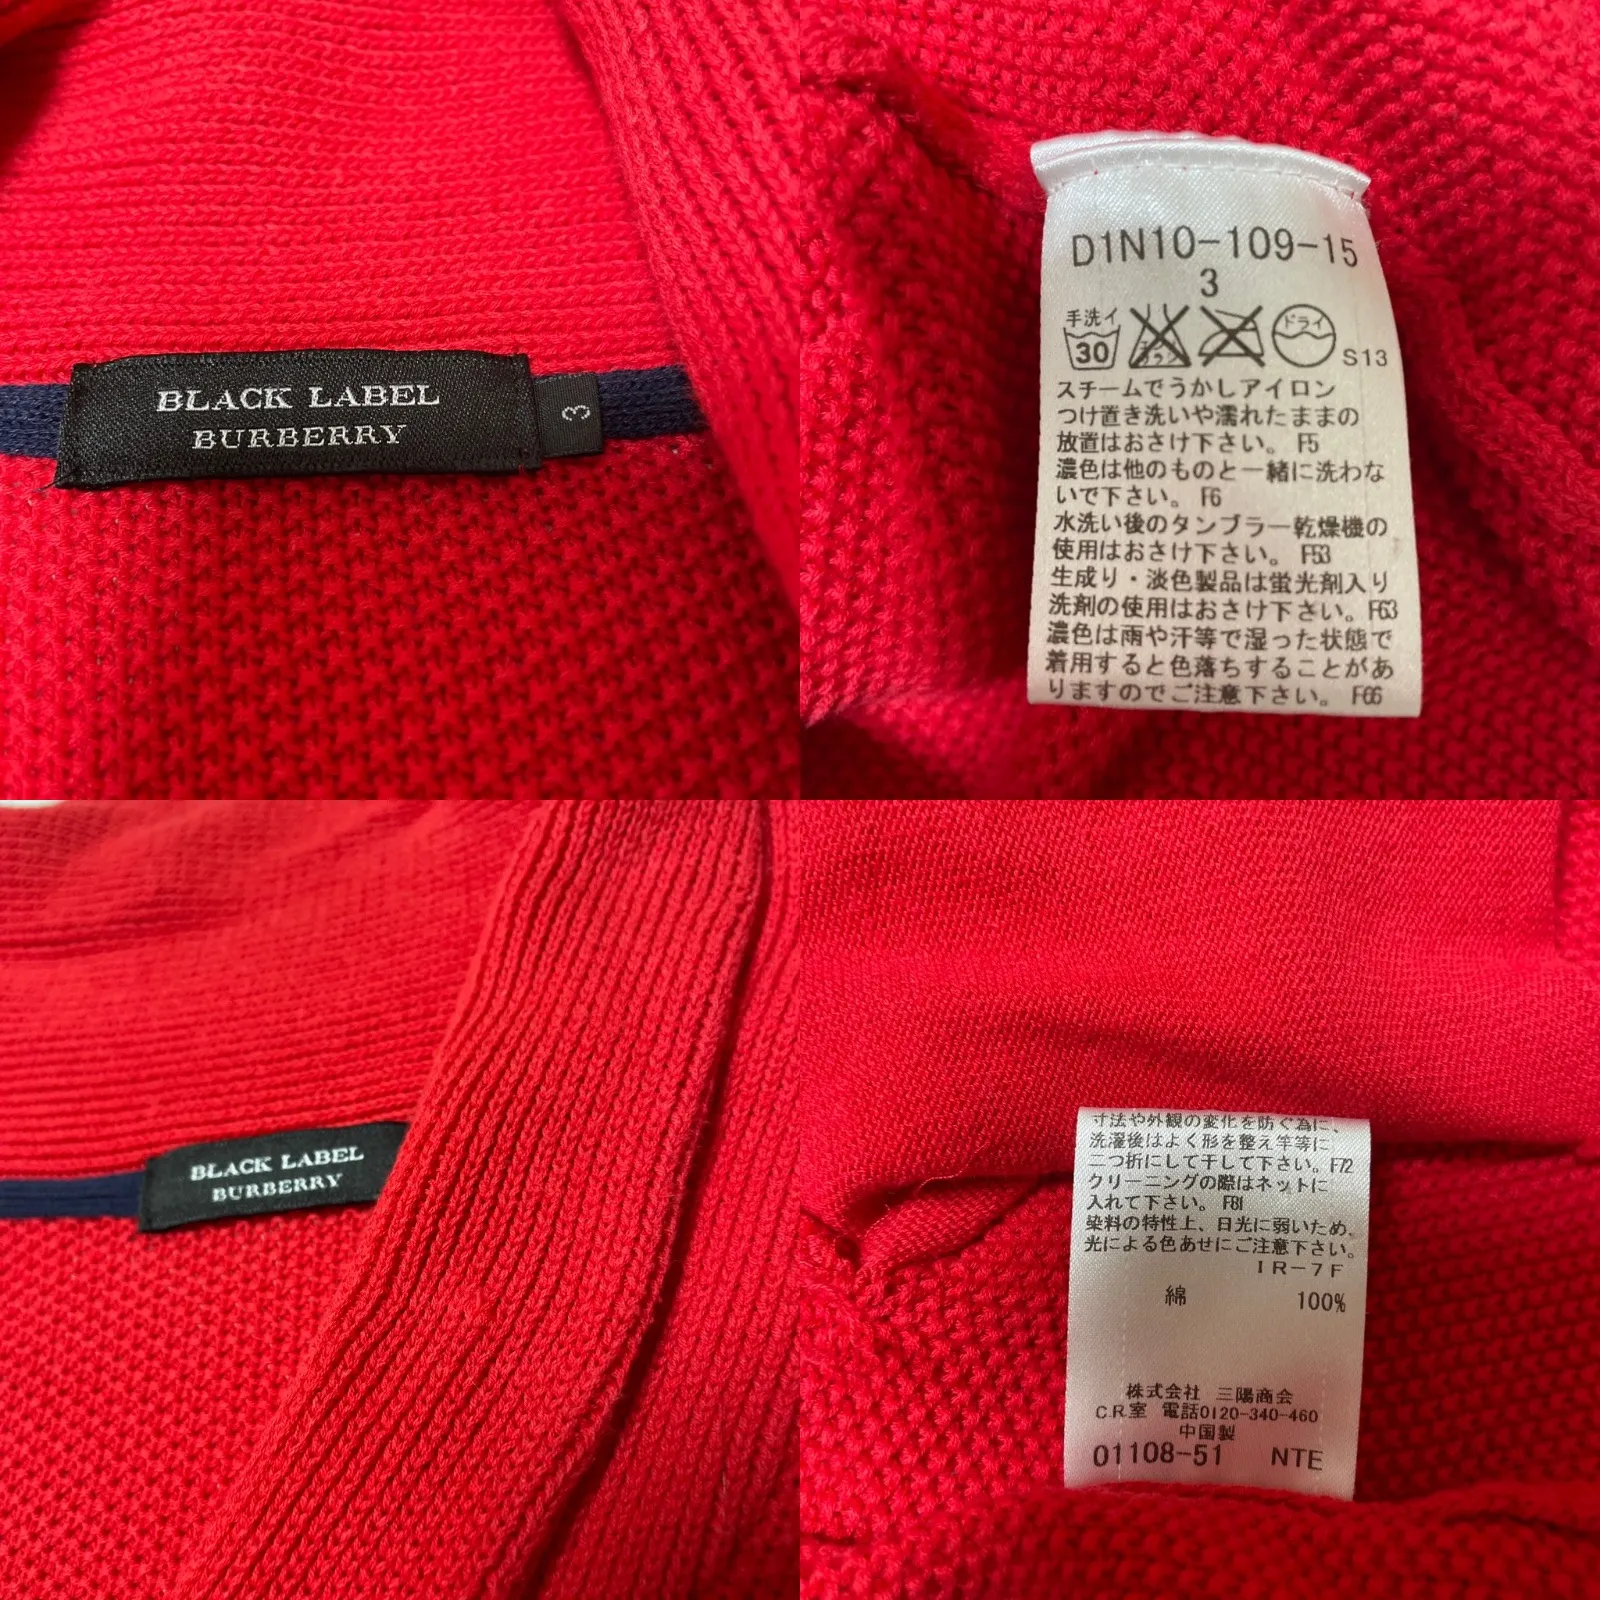 BLACK LABEL
BURBERRY
3
D1N10-109-15
3
手洗イ
30
ドライ
S13
スチームでうかしアイロン
つけ置き洗いや濡れたままの
放置はおさけ下さい。 F5
濃色は他のものと一緒に洗わな
いで下さい。 F6
水洗い後のタンブラー乾燥機の
使用はおさけ下さい。 F53
生成り・淡色製品は蛍光剤入り
洗剤の使用はおさけ下さい。F63
濃色は雨や汗等で湿った状態で
着用すると色落ちすることがあ
りますのでご注意下さい。 F66
BLACK LABEL
BURBERRY
寸法や外観の変化を防ぐ為に、
洗濯後はよく形を整え竿等に
二つ折にして干して下さい。F72
クリーニングの際はネットに
入れて下さい。 F81
染料の特性上、日光に弱いため、
光による色あせにご注意下さい。
IR-7F
綿 100%
株式会社 三陽商会
C.R.室 電話0120-340-460
中国製
01108-51 NTE